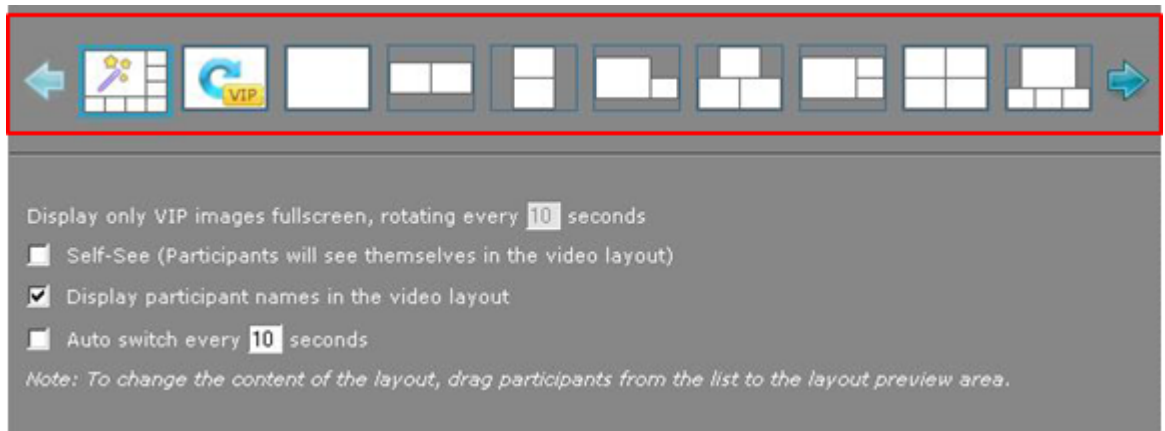 VIP
Display only VIP images fullscreen, rotating every 10 seconds
Self-See (Participants will see themselves in the video layout)
Display participant names in the video layout
Auto switch every 10 seconds
Note: To change the content of the layout, drag participants from the list to the layout preview area.